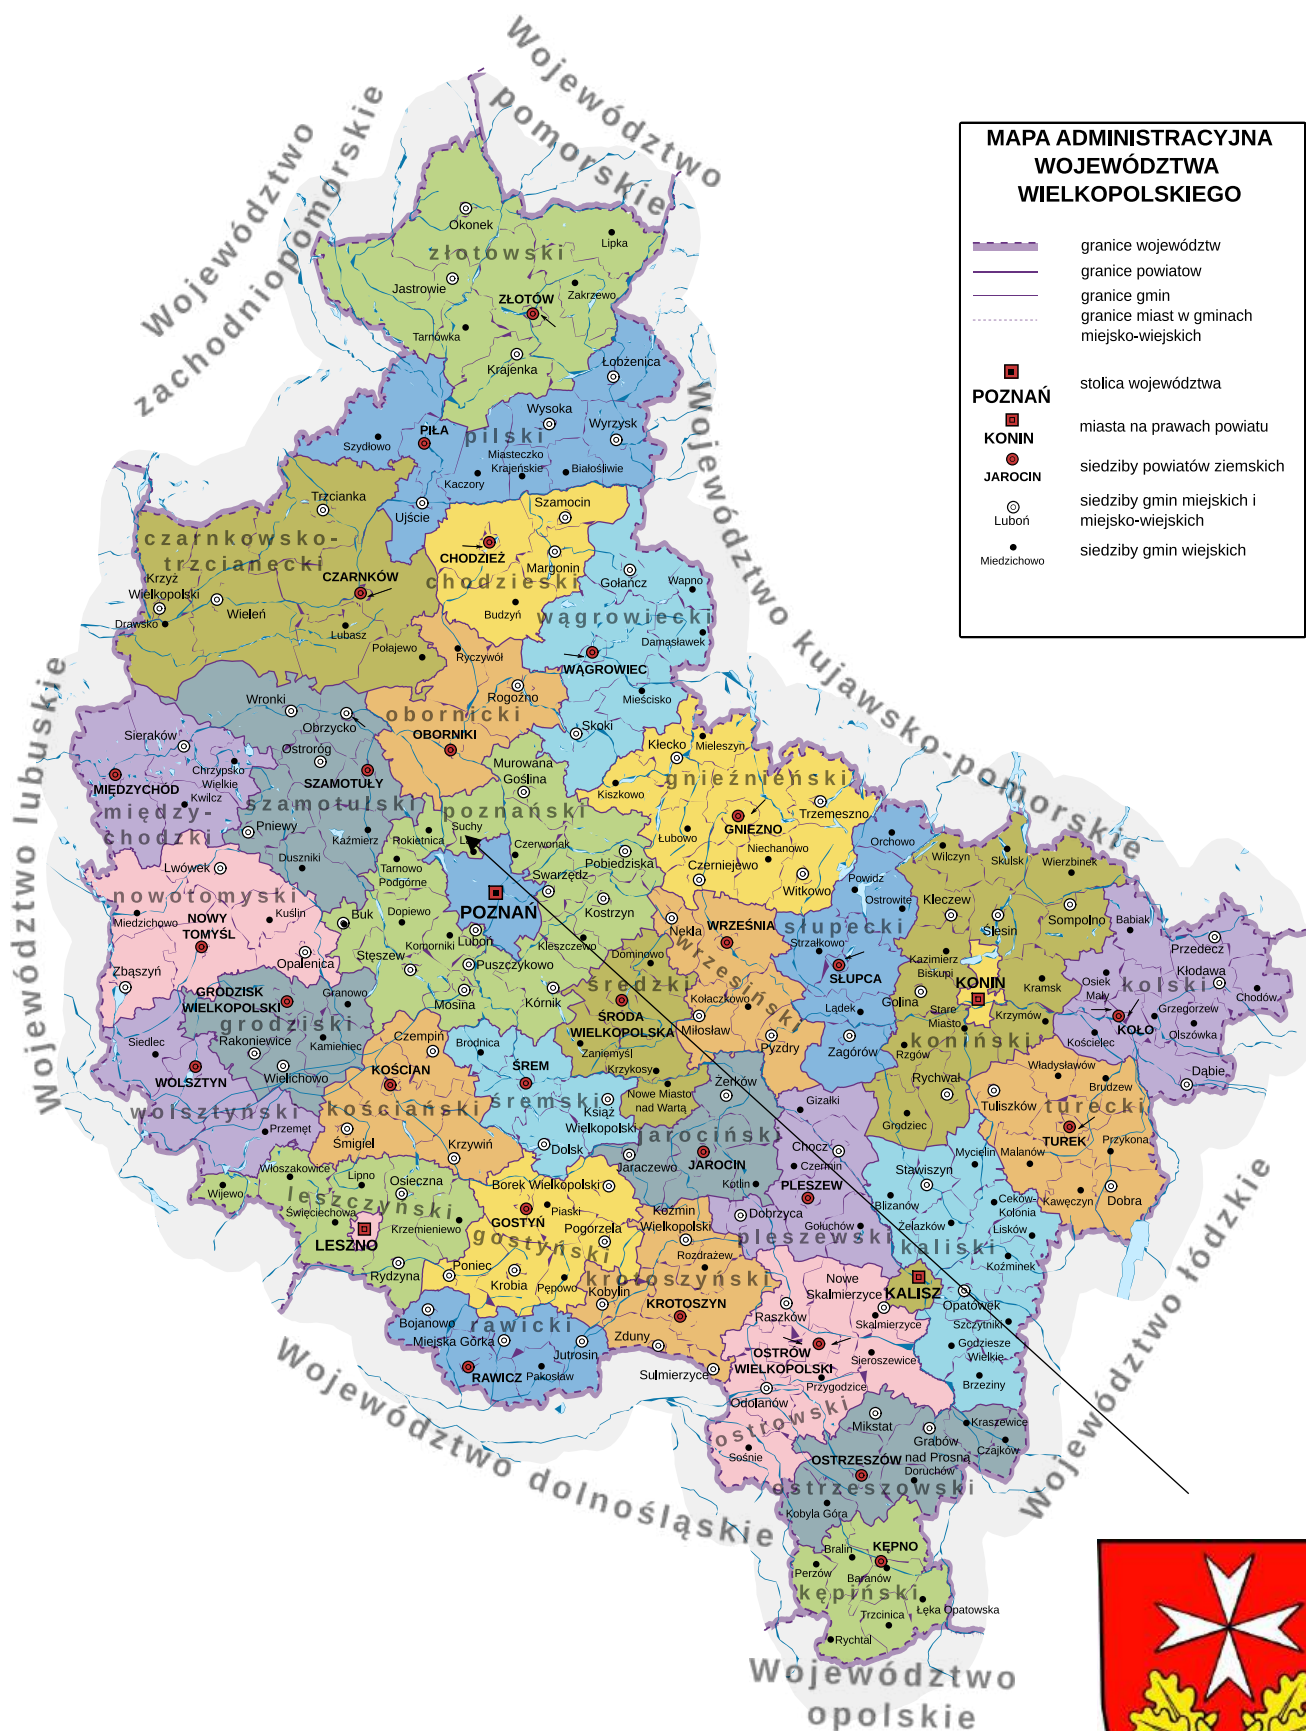 Województwo
pomorskie
Województwo
zachodniopomorskie
MAPA ADMINISTRACYJNA
WOJEWÓDZTWA
WIELKOPOLSKIEGO
granice województw
granice powiatow
granice gmin
granice miast w gminach
miejsko-wiejskich
stolica województwa
POZNAŃ
miasta na prawach powiatu
KONIN
siedziby powiatów ziemskich
JAROCIN
siedziby gmin miejskich i
miejsko-wiejskich
Luboń
siedziby gmin wiejskich
Miedzichowo
Okonek
Lipka
złotowski
Jastrowie
Zakrzewo
ZŁOTÓW
Tarnówka
Krajenka
Łobżenica
Wysoka
Wyrzysk
PIŁA
pilski
Szydłowo
Miasteczko
Krajeńskie
Białośliwie
Kaczory
Ujście
Trzcianka
Szamocin
czarnkowsko-
trzcianecki
CHODZIEŻ
Margonin
chodzieski
Gołańcz
Wapno
Krzyż
Wielkopolski
CZARNKÓW
Wieleń
Drawsko
Lubasz
Budzyń
wągrowiecki
Damasławek
Połajewo
Ryczywół
WĄGROWIEC
Mieścisko
Rogoźno
Wronki
Obrzycko
obornicki
OBORNIKI
Skoki
Województwo kujawsko-pomorskie
Województwo lubuskie
Sieraków
Ostroróg
Chrzypsko
Wielkie
SZAMOTUŁY
MIĘDZYCHÓD
Kwilcz
między-
chodzki
szamotulski
Pniewy
Kaźmierz
Duszniki
Murowana
Goślina
poznański
Rokietnica
Suchy
Czerwonak
Pobiedziska
Swarzędz
Tarnowo
Podgórne
Kłecko
Mieleszyn
gnieźnieński
Kiszkowo
Trzemeszno
GNIEZNO
Łubowo
Niechanowo
Czerniejewo
Witkowo
Orchowo
Wilczyn
Skulsk
Wierzbinek
Powidz
Ostrowite
Kleczew
Ślesin
Sompolno
Babiak
Przedecz
Lwówek
nowotomyski
Miedzichowo
NOWY
TOMYŚL
Kuślin
Opalenica
Zbąszyń
Buk
Dopiewo
POZNAŃ
Kostrzyn
Komorniki
Luboń
Kleszczewo
Stęszew
Puszczykowo
Mosina
Kórnik
Dominowo
średzki
ŚRODA
WIELKOPOLSKA
Zaniemyśl
Krzykosy
Nowe Miasto
nad Wartą
Nekla
WRZEŚNIA
wrzesiński
Kołaczkowo
Miłosław
Pyzdry
słupecki
Strzałkowo
SŁUPCA
Lądek
Zagórów
Kazimierz
Biskupi
KONIN
Golina
Stare
Miasto
Kramsk
Krzymów
koniński
Rzgów
Rychwał
Grodziec
Osiek
Mały
kolski
Kłodawa
Chodów
KOŁO
Grzegorzew
Olszówka
Kościelec
Dąbie
GRODZISK
WIELKOPOLSKI
Granowo
grodziski
Rakoniewice
Kamieniec
Wielichowo
Siedlec
WOLSZTYN
wolsztyński
Przemęt
Czempiń
Brodnica
KOŚCIAN
kościański
Śmigiel
Krzywiń
ŚREM
śremski
Książ
Wielkopolski
Dolsk
Żerków
jarociński
Jaraczewo
JAROCIN
Kotlin
Gizałki
Chocz
Czermin
PLESZEW
Dobrzyca
Gołuchów
pleszewski
Władysławów
Brudzew
Tuliszków
turecki
TUREK
Przykona
Malanów
Kawęczyn
Dobra
Mycielin
Stawiszyn
Blizanów
Ceków-
Kolonia
Żelazków
Lisków
kaliski
Koźminek
KALISZ
Opatówek
Szczytniki
Godziesze
Wielkie
Brzeziny
Województwo łódzkie
Wijewo
Włoszakowice
Lipno
Osieczna
leszczyński
Święciechowa
Krzemieniewo
LESZNO
Rydzyna
Borek Wielkopolski
GOSTYŃ
Piaski
Pogorzela
gostyński
Poniec
Krobia
Pępowo
Koźmin
Wielkopolski
Rozdrażew
krotoszyński
Kobylin
KROTOSZYN
Zduny
Sulmierzyce
Bojanowo
rawicki
Miejska Górka
Jutrosin
RAWICZ
Pakosław
Nowe
Skalmierzyce
Raszków
Skalmierzyce
OSTRÓW
WIELKOPOLSKI
Sieroszewice
Przygodzice
Odolanów
ostrowski
Sośnie
Mikstat
Kraszewice
Grabów
nad Prosną
Czajków
OSTRZESZÓW
Doruchów
ostrzeszowski
Kobyla Góra
Bralin
KĘPNO
Perzów
Baranów
kępiński
Łęka Opatowska
Trzcinica
Rychtal
Województwo dolnośląskie
Województwo
opolskie